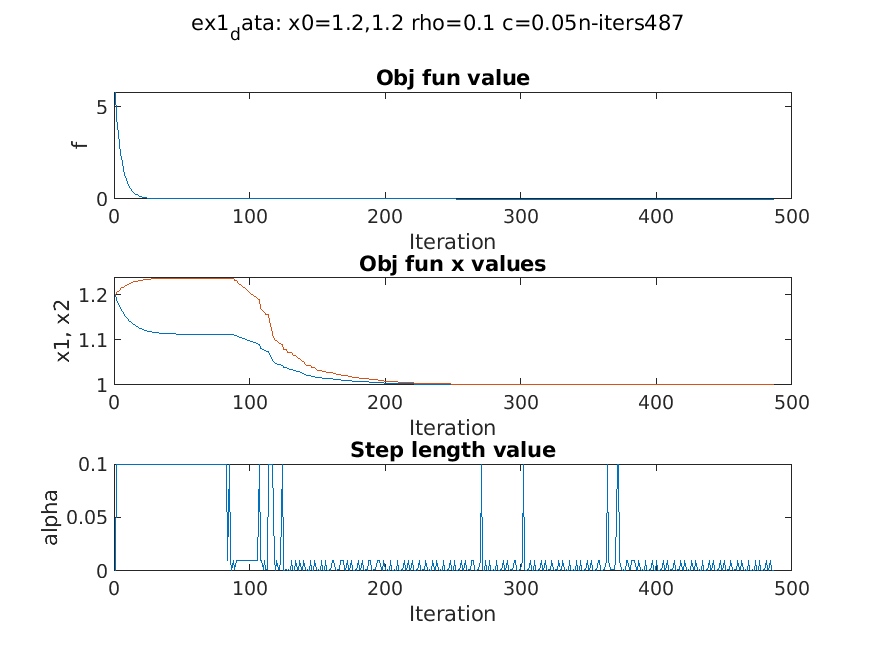 ex1_data: x0=1.2,1.2 rho=0.1 c=0.05n-iters487
Obj fun value
5
0
f
0 100 200 300 400 500
Iteration
Obj fun x values
1.2
1.1
1
x1, x2
0 100 200 300 400 500
Iteration
Step length value
0.1
0.05
0
alpha
0 100 200 300 400 500
Iteration